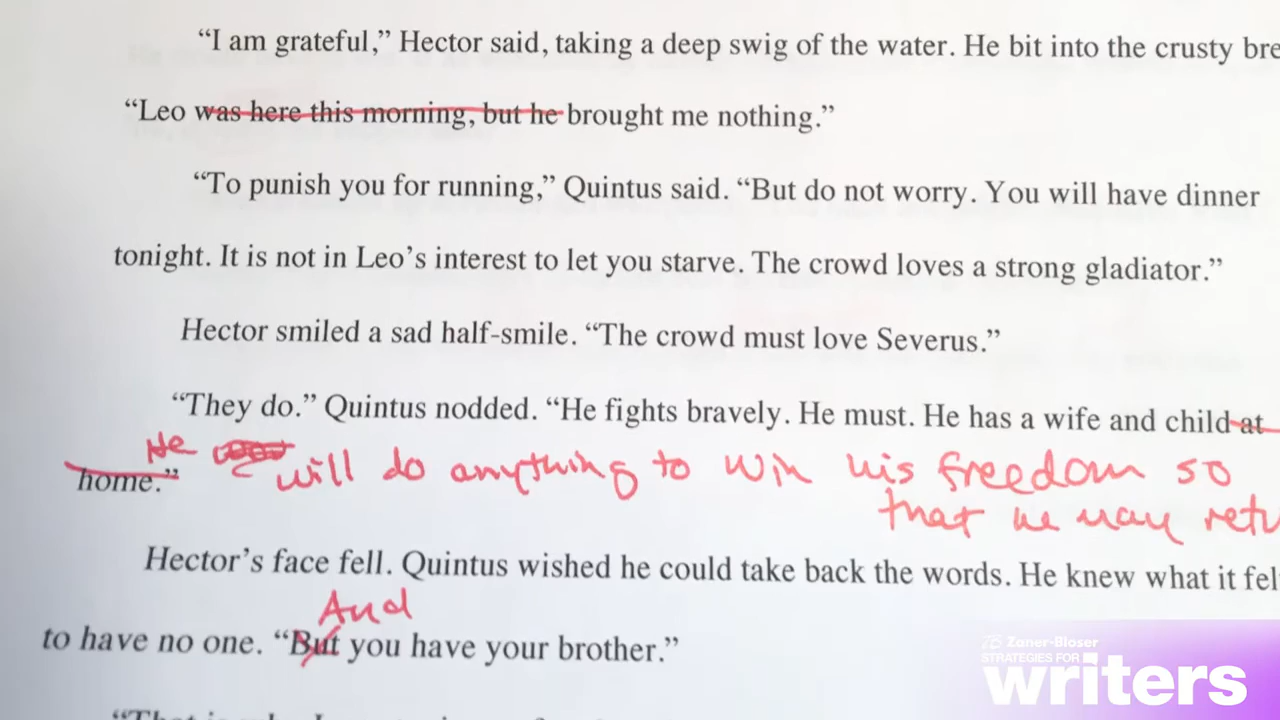 “I am grateful,” Hector said, taking a deep swig of the water. He bit into the crusty bre
“Leo was here this morning, but he brought me nothing.”
“To punish you for running,” Quintus said. “But do not worry. You will have dinner
tonight. It is not in Leo’s interest to let you starve. The crowd loves a strong gladiator.”
Hector smiled a sad half-smile. “The crowd must love Severus.”
“They do.” Quintus nodded. “He fights bravely. He must. He has a wife and child at
home.”
He will do anything to win his freedom so
that he may retu
Hector’s face fell. Quintus wished he could take back the words. He knew what it fel
And
to have no one. “But you have your brother.”
Zaner-Bloser
STRATEGIES FOR
writers